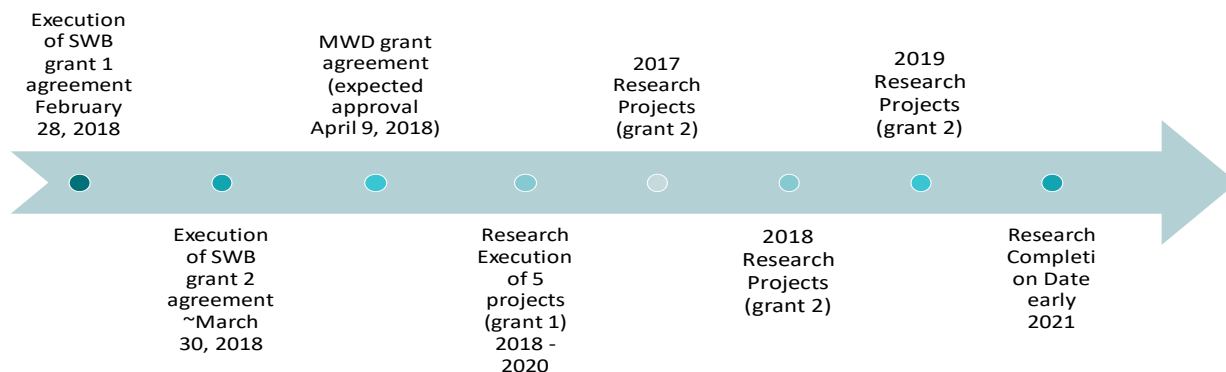 Execution
of SWB
grant 1
agreement
February
28, 2018
Execution
of SWB
grant 2
agreement
~March
30, 2018
MWD grant
agreement
(expected
approval
April 9, 2018)
Research
Execution
of 5
projects
(grant 1)
2018 -
2020
2017
Research
Projects
(grant 2)
2018
Research
Projects
(grant 2)
2019
Research
Projects
(grant 2)
Research
Completi
on Date
early
2021